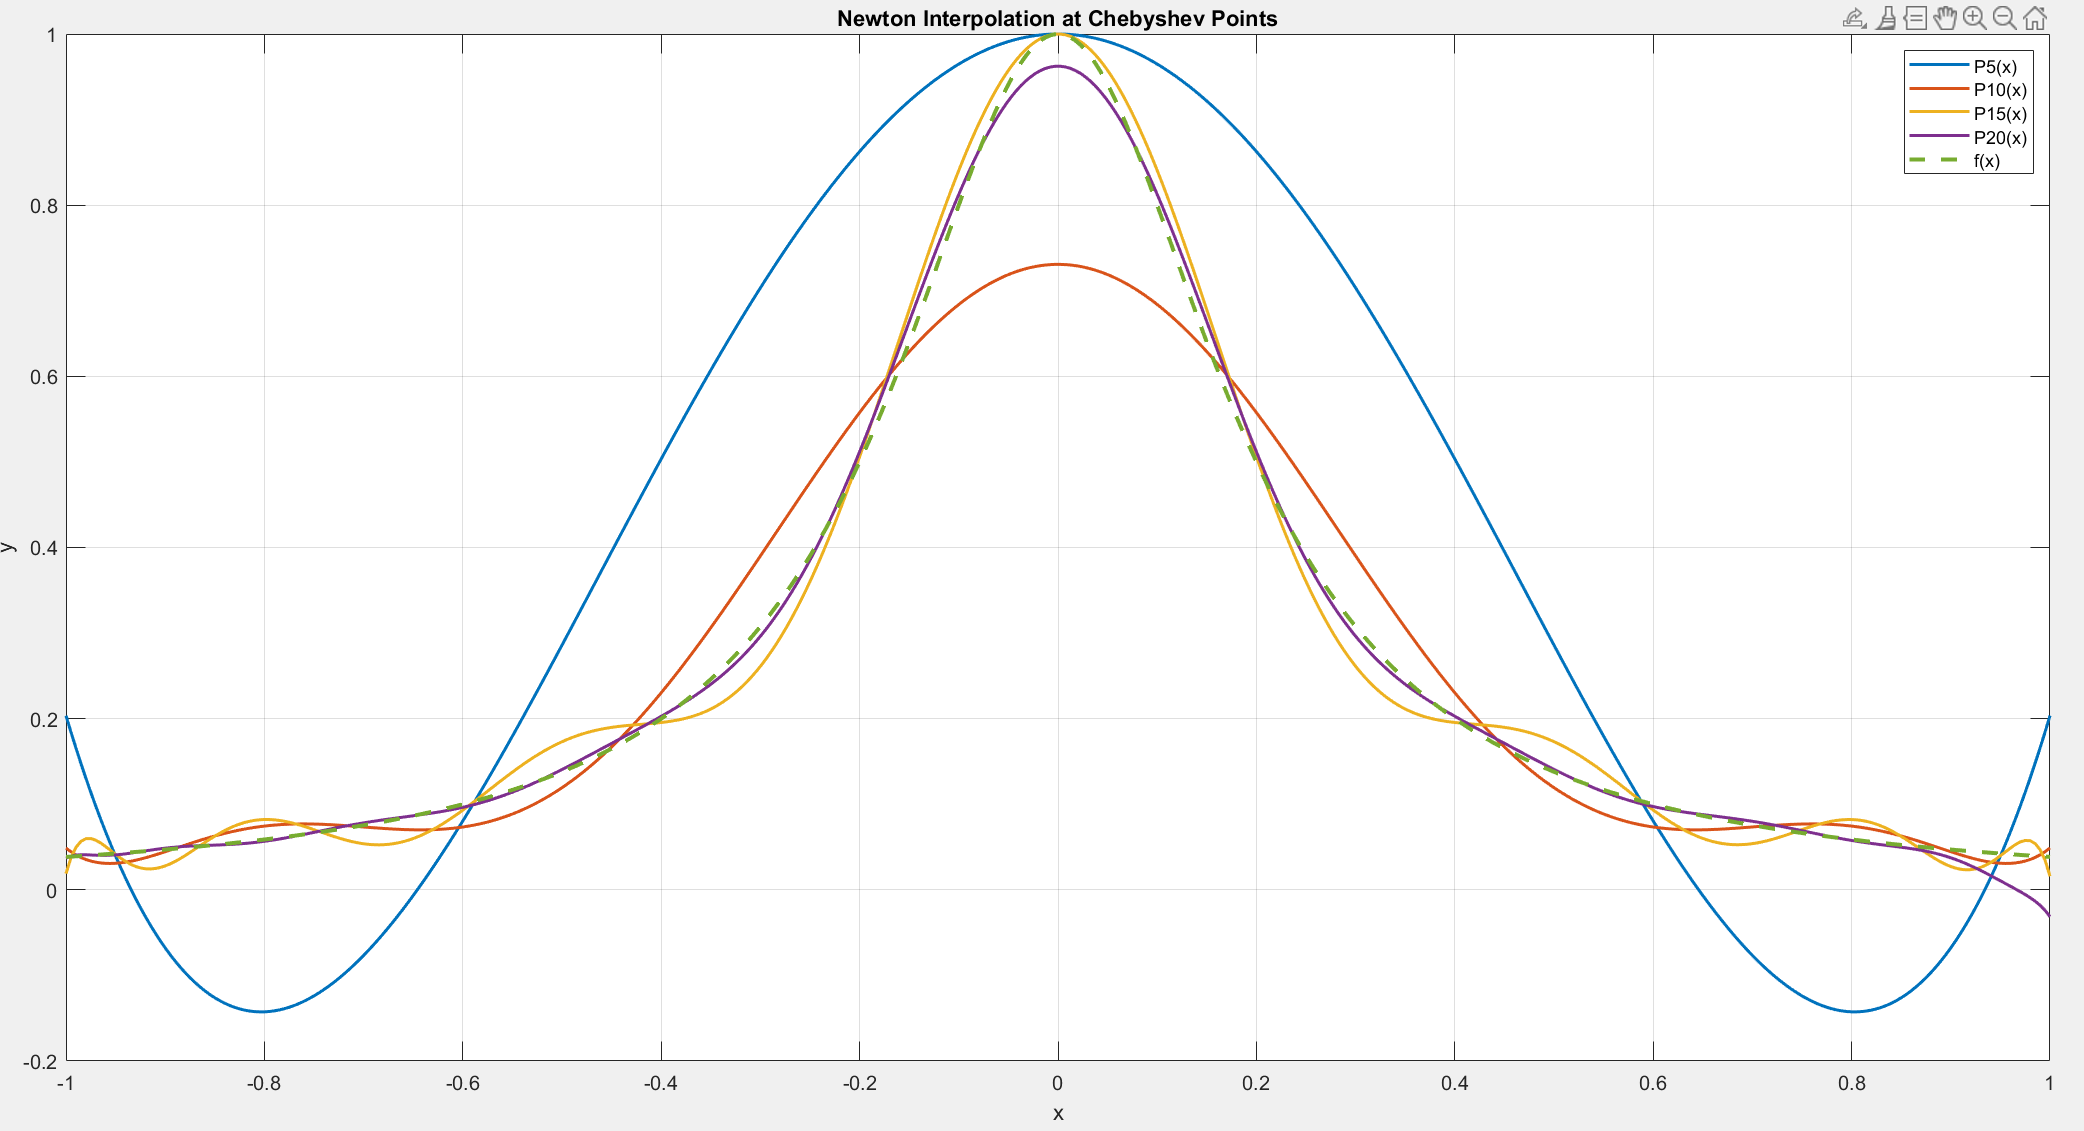 Newton Interpolation at Chebyshev Points
P5(x)
P10(x)
P15(x)
P20(x)
f(x)
1
0.8
0.6
0.4
0.2
0
-0.2
y
-1 -0.8 -0.6 -0.4 -0.2 0 0.2 0.4 0.6 0.8 1
x